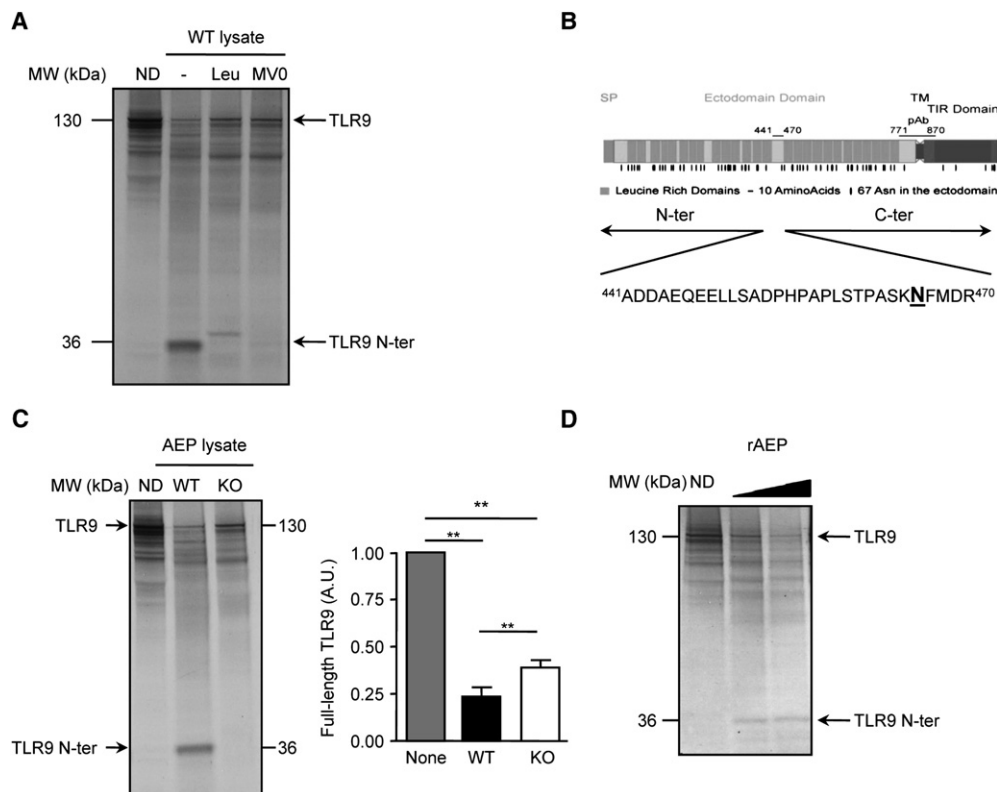 A
WT lysate
MW (kDa) ND - Leu MV0
130
TLR9
36
TLR9 N-ter
B
SP Ectodomain Domain TM TIR Domain
pAb
441 470 771 870
Leucine Rich Domains - 10 AminoAcids ı 67 Asn in the ectodomain
N-ter C-ter
441ADDAEQEELLSADPHPAPLSTPASKNFMDR470
C
AEP lysate
MW (kDa) ND WT KO
TLR9 130
TLR9 N-ter 36
Full-length TLR9 (A.U.)
**
**
**
1.00
0.75
0.50
0.25
0.00
None WT KO
D
rAEP
MW (kDa) ND
130 TLR9
36 TLR9 N-ter